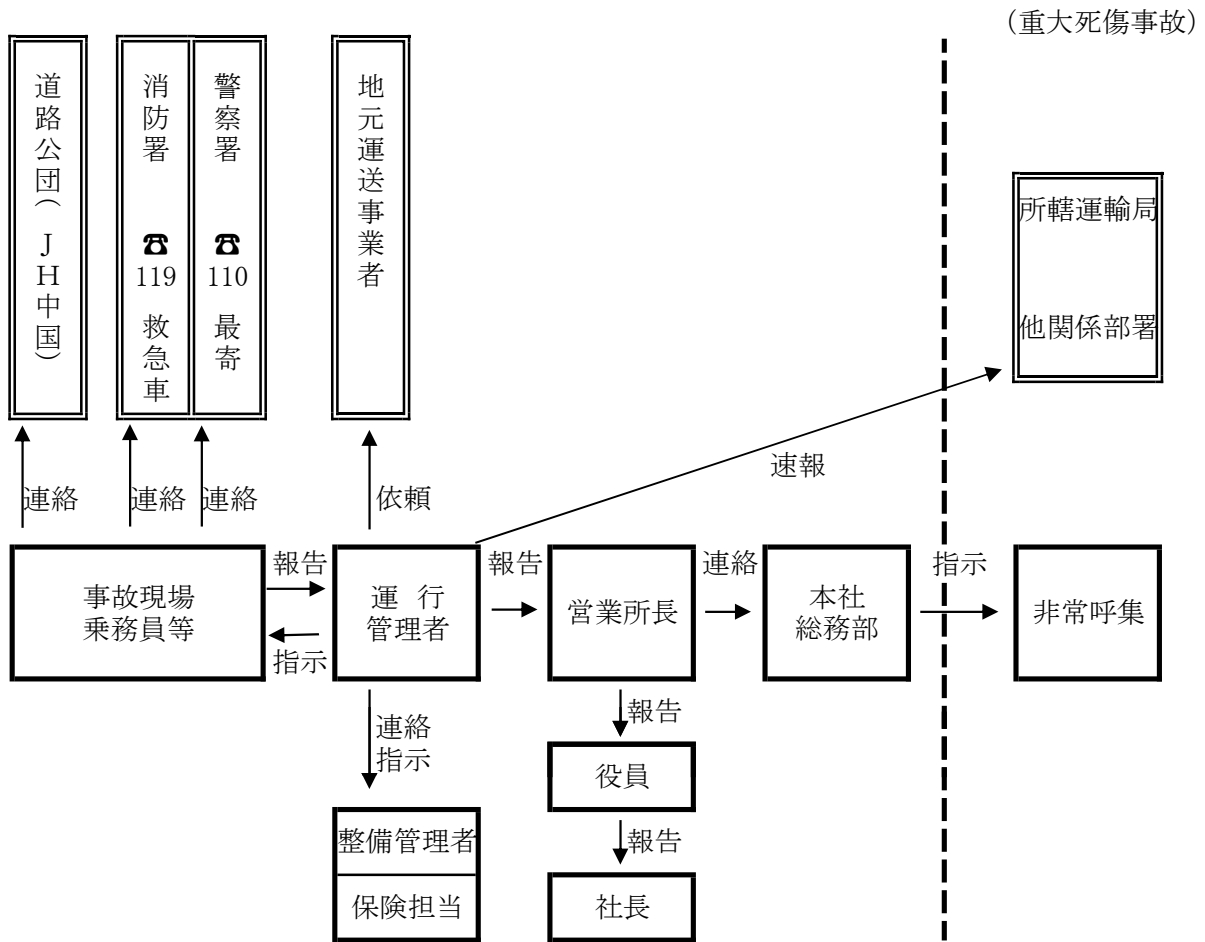 (重大死傷事故)
道路公団(JH中国)
消防署 ☎119 救急車
警察署 ☎110 最寄
地元運送事業者
所轄運輸局
他関係部署
速報
連絡
連絡
連絡
依頼
事故現場
乗務員等
報告
指示
運 行
管理者
報告
営業所長
連絡
本社
総務部
指示
非常呼集
連絡
指示
報告
役員
整備管理者
報告
保険担当
社長